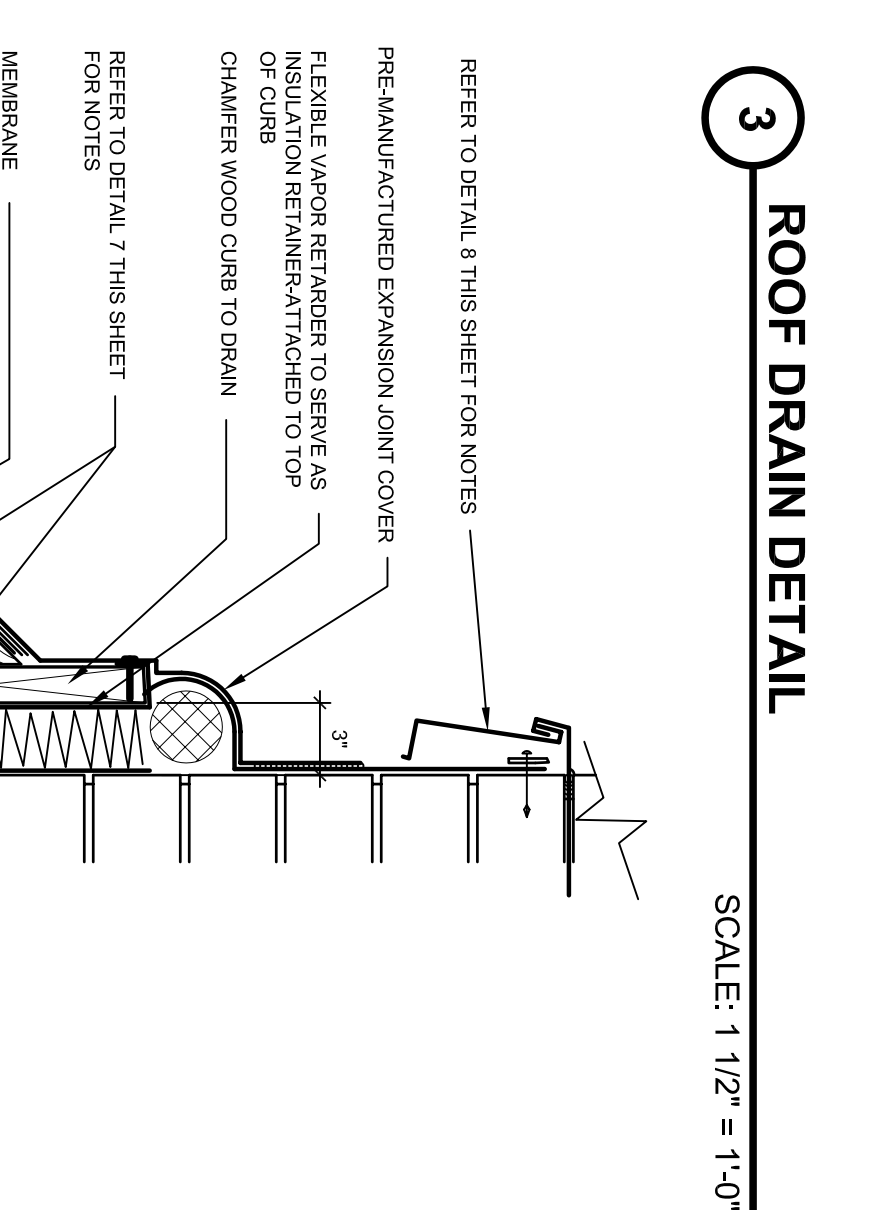 3
ROOF DRAIN DETAIL
SCALE: 1 1/2" = 1'-0"
REFER TO DETAIL 8 THIS SHEET FOR NOTES
PRE-MANUFACTURED EXPANSION JOINT COVER
FLEXIBLE VAPOR RETARDER TO SERVE AS
INSULATION RETAINER-ATTACHED TO TOP
OF CURB
3"
CHAMFER WOOD CURB TO DRAIN
REFER TO DETAIL 7 THIS SHEET
FOR NOTES
MEMBRANE